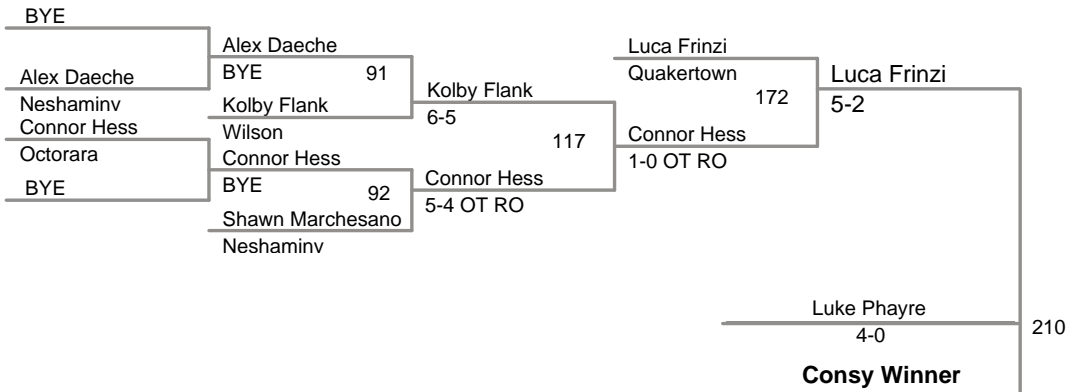 BYE
Alex Daeche
Neshaminv
Connor Hess
Octorara
BYE
Alex Daeche
BYE
91
Kolby Flank
Wilson
Connor Hess
BYE
92
Shawn Marchesano
Neshaminv
Kolby Flank
6-5
117
Connor Hess
5-4 OT RO
Luca Frinzi
Quakertown
172
Connor Hess
1-0 OT RO
Luca Frinzi
5-2
Luke Phayre
4-0
210
Consy Winner